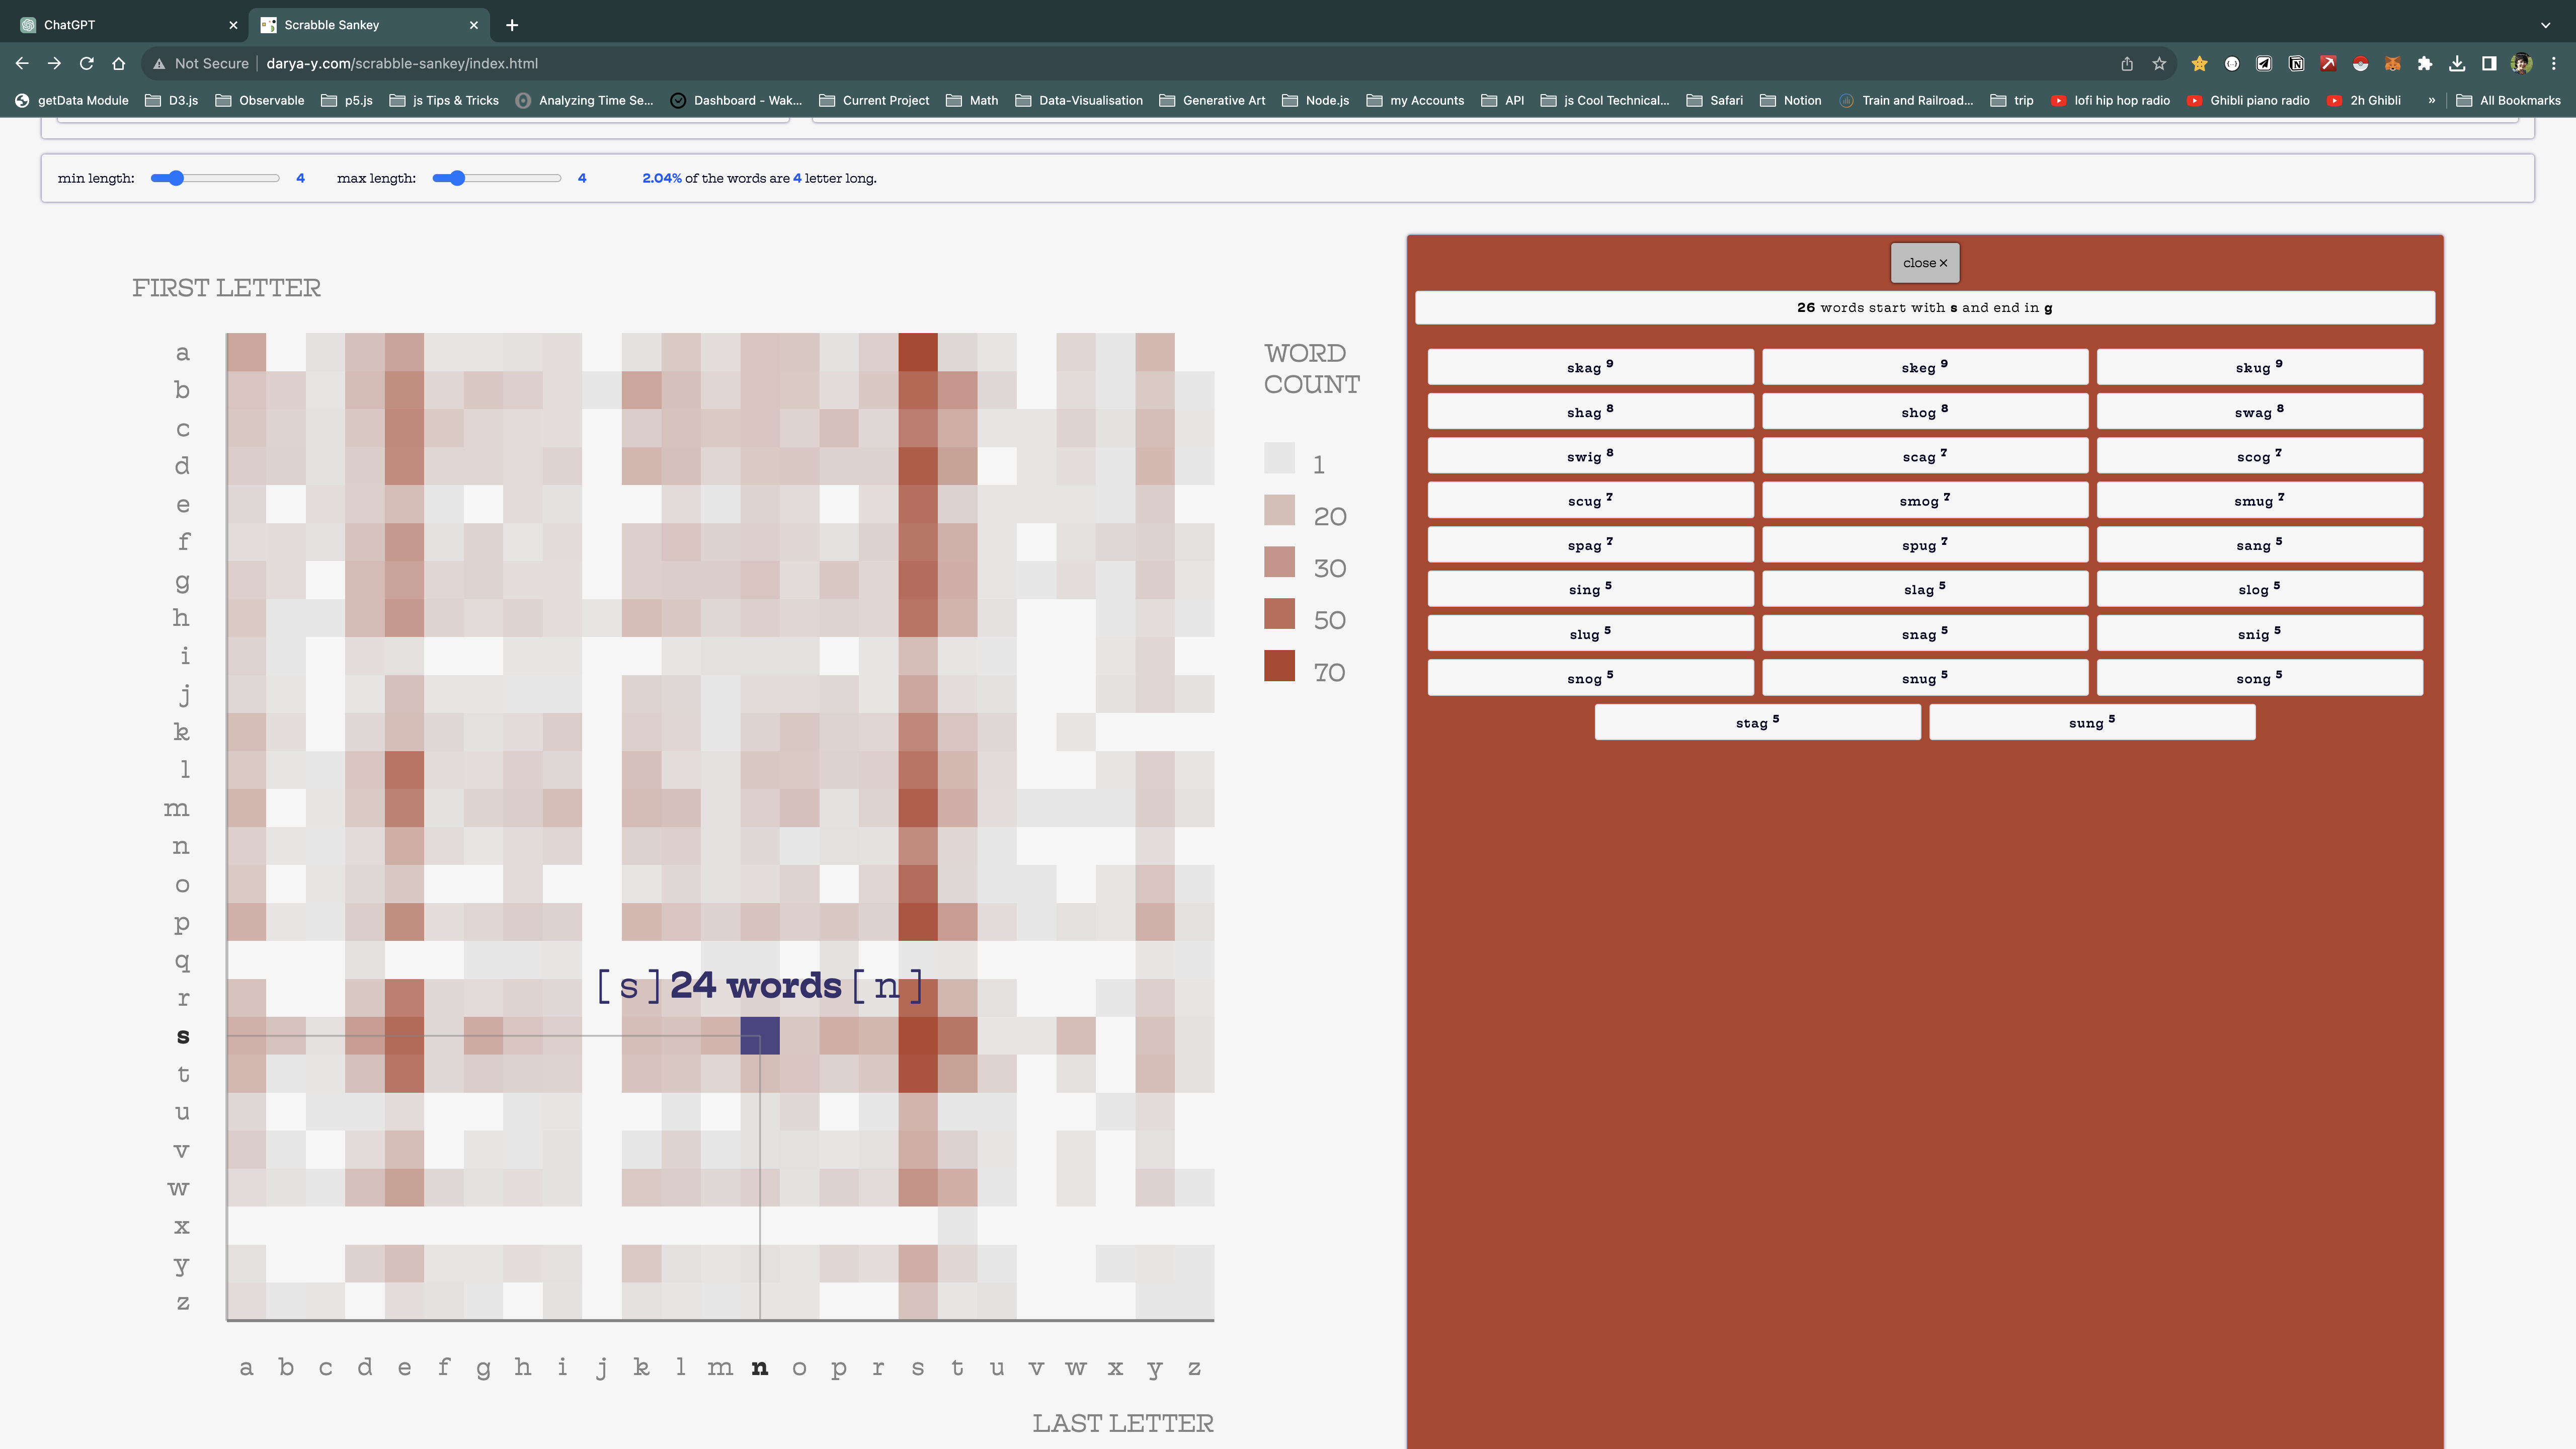 ChatGPT
Scrabble Sankey
Not Secure darya-y.com/scrabble-sankey/index.html
getData Module D3.js Observable p5.js js Tips & Tricks Analyzing Time Se... Dashboard - Wak... Current Project Math Data-Visualisation Generative Art Node.js my Accounts API js Cool Technical... Safari Notion Train and Railroad... trip lofi hip hop radio Ghibli piano radio 2h Ghibli » All Bookmarks
min length: 4 max length: 4 2.04% of the words are 4 letter long.
FIRST LETTER
a
b
c
d
e
f
g
h
i
j
k
l
m
n
o
p
q
r
s
t
u
v
w
x
y
z
[ s ] 24 words [ n ]
a b c d e f g h i j k l m n o p r s t u v w x y z
LAST LETTER
WORD
COUNT
1
20
30
50
70
close ×
26 words start with s and end in g
skag 9 skeg 9 skug 9
shag 8 shog 8 swag 8
swig 8 scag 7 scog 7
scug 7 smog 7 smug 7
spag 7 spug 7 sang 5
sing 5 slag 5 slog 5
slug 5 snag 5 snig 5
snog 5 snug 5 song 5
stag 5 sung 5